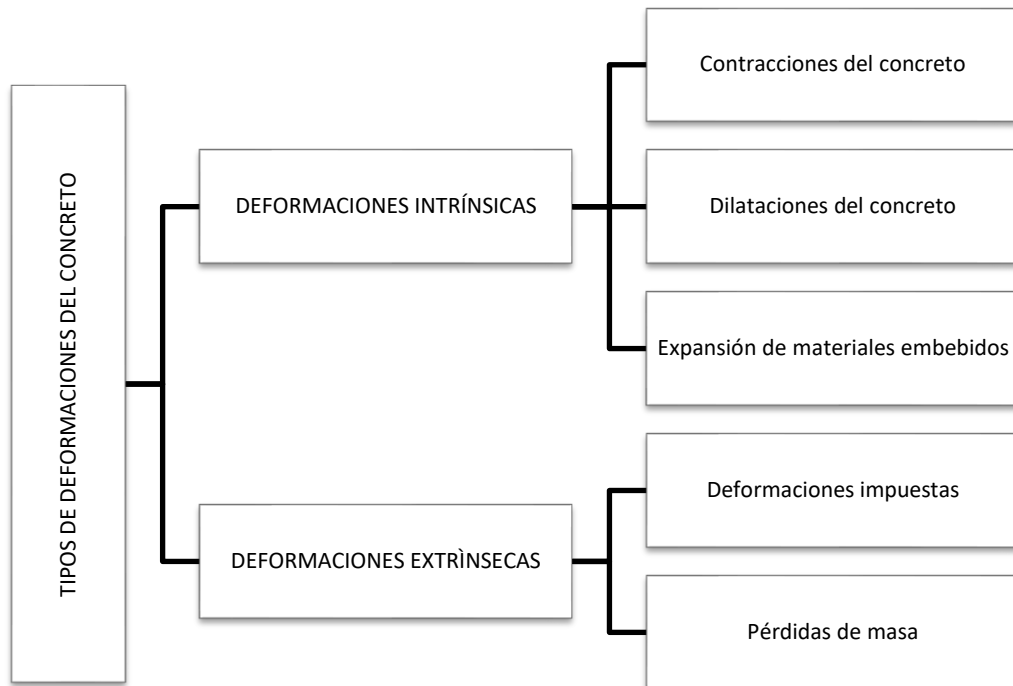 TIPOS DE DEFORMACIONES DEL CONCRETO
DEFORMACIONES INTRÍNSICAS
Contracciones del concreto
Dilataciones del concreto
Expansión de materiales embebidos
DEFORMACIONES EXTRÌNSECAS
Deformaciones impuestas
Pérdidas de masa